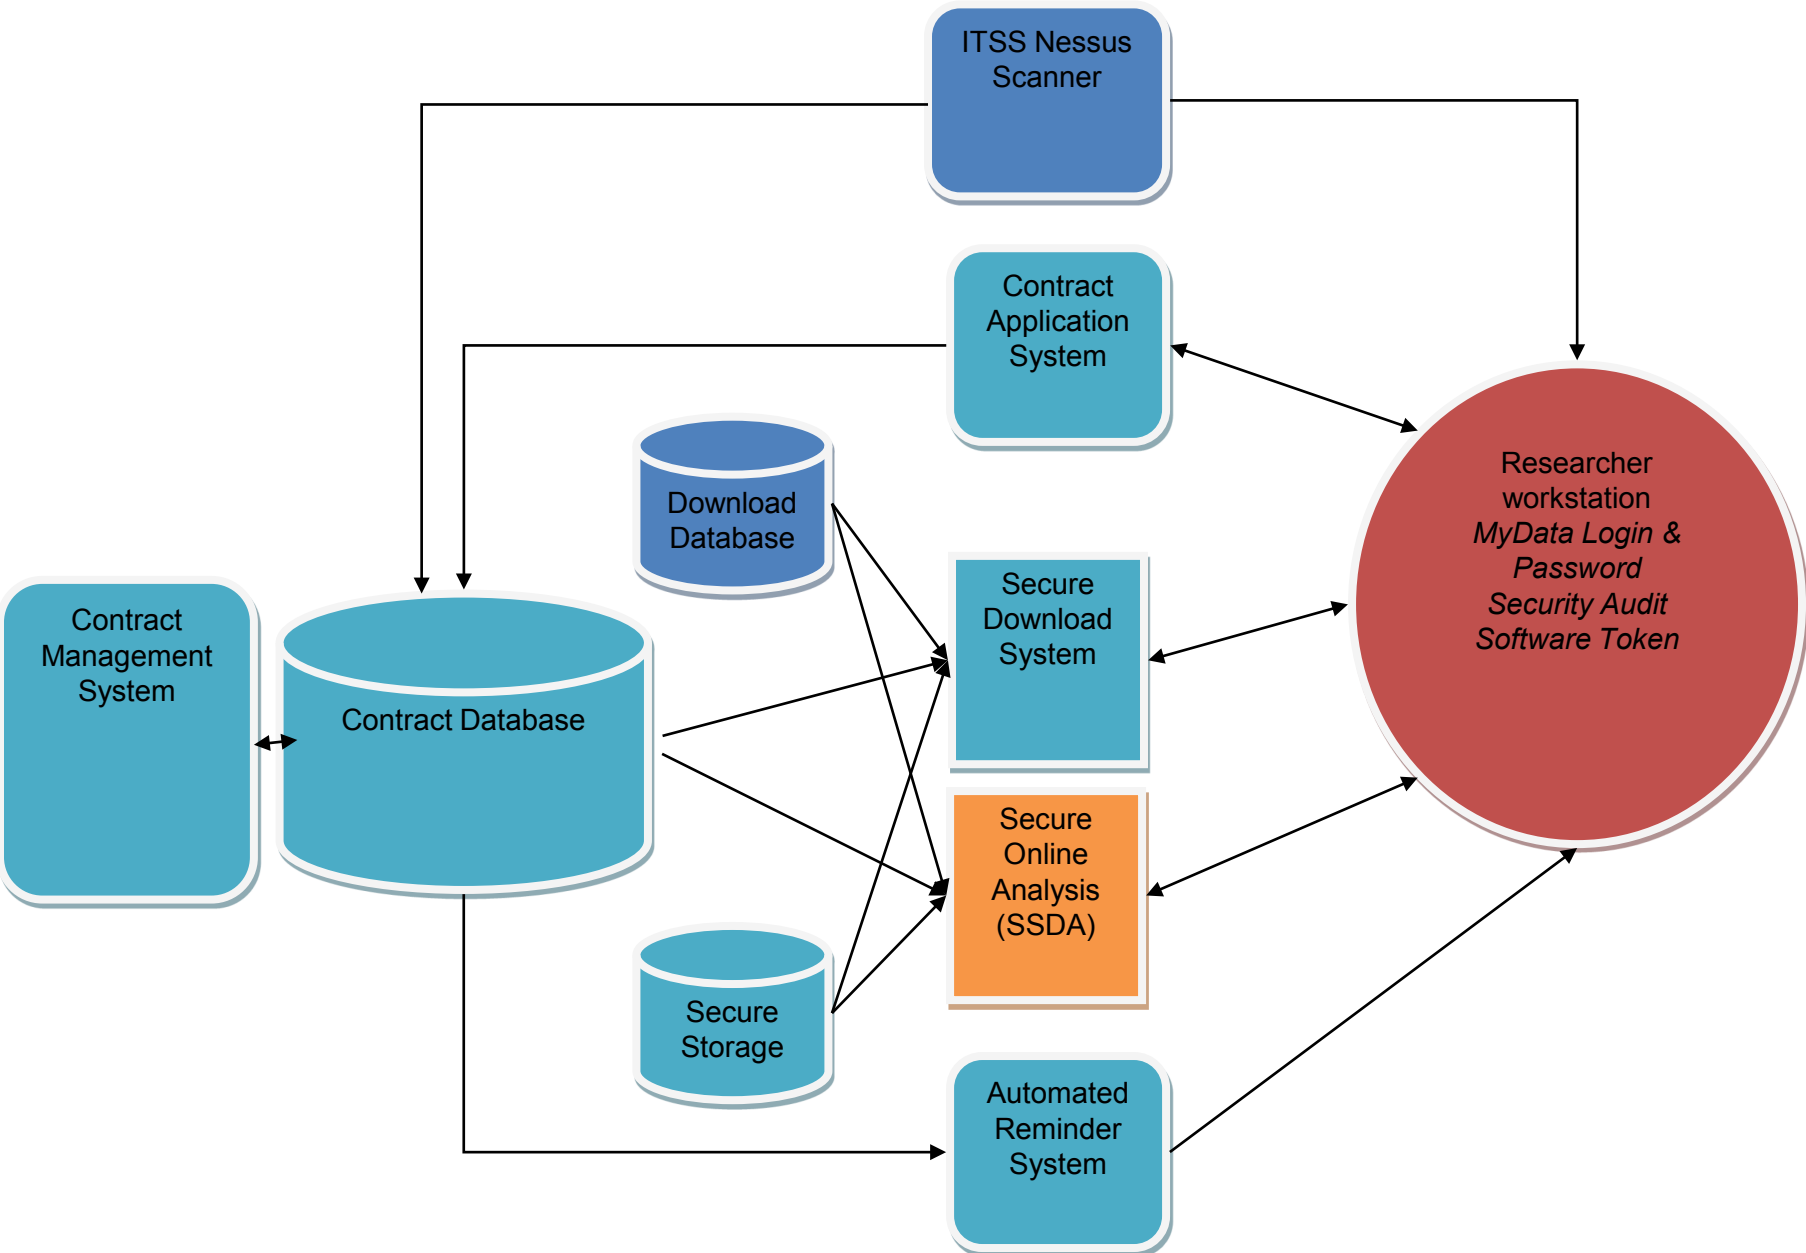 ITSS Nessus
Scanner
Contract
Application
System
Download
Database
Researcher
workstation
MyData Login &
Password
Security Audit
Software Token
Contract
Management
System
Contract Database
Secure
Download
System
Secure
Online
Analysis
(SSDA)
Secure
Storage
Automated
Reminder
System